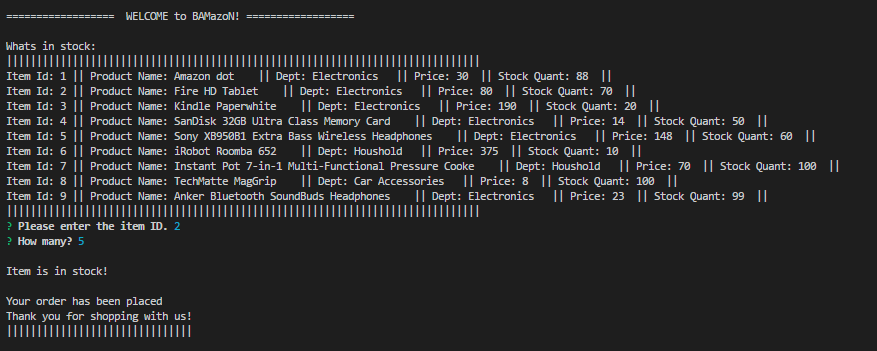 ==================  WELCOME to BAMazoN! ==================
Whats in stock:
|||||||||||||||||||||||||||||||||||||||||||||||||||||||||||||||||||||||||||||||
Item Id: 1 || Product Name: Amazon dot    || Dept: Electronics   || Price: 30  || Stock Quant: 88  ||
Item Id: 2 || Product Name: Fire HD Tablet    || Dept: Electronics   || Price: 80  || Stock Quant: 70  ||
Item Id: 3 || Product Name: Kindle Paperwhite    || Dept: Electronics   || Price: 190  || Stock Quant: 20  ||
Item Id: 4 || Product Name: SanDisk 32GB Ultra Class Memory Card    || Dept: Electronics   || Price: 14  || Stock Quant: 50  ||
Item Id: 5 || Product Name: Sony XB950B1 Extra Bass Wireless Headphones    || Dept: Electronics   || Price: 148  || Stock Quant: 60  ||
Item Id: 6 || Product Name: iRobot Roomba 652    || Dept: Houshold   || Price: 375  || Stock Quant: 10  ||
Item Id: 7 || Product Name: Instant Pot 7-in-1 Multi-Functional Pressure Cooke    || Dept: Houshold   || Price: 70  || Stock Quant: 100  ||
Item Id: 8 || Product Name: TechMatte MagGrip    || Dept: Car Accessories   || Price: 8  || Stock Quant: 100  ||
Item Id: 9 || Product Name: Anker Bluetooth SoundBuds Headphones    || Dept: Electronics   || Price: 23  || Stock Quant: 99  ||
|||||||||||||||||||||||||||||||||||||||||||||||||||||||||||||||||||||||||||||||
? Please enter the item ID. 2
? How many? 5
Item is in stock!
Your order has been placed
Thank you for shopping with us!
|||||||||||||||||||||||||||||||